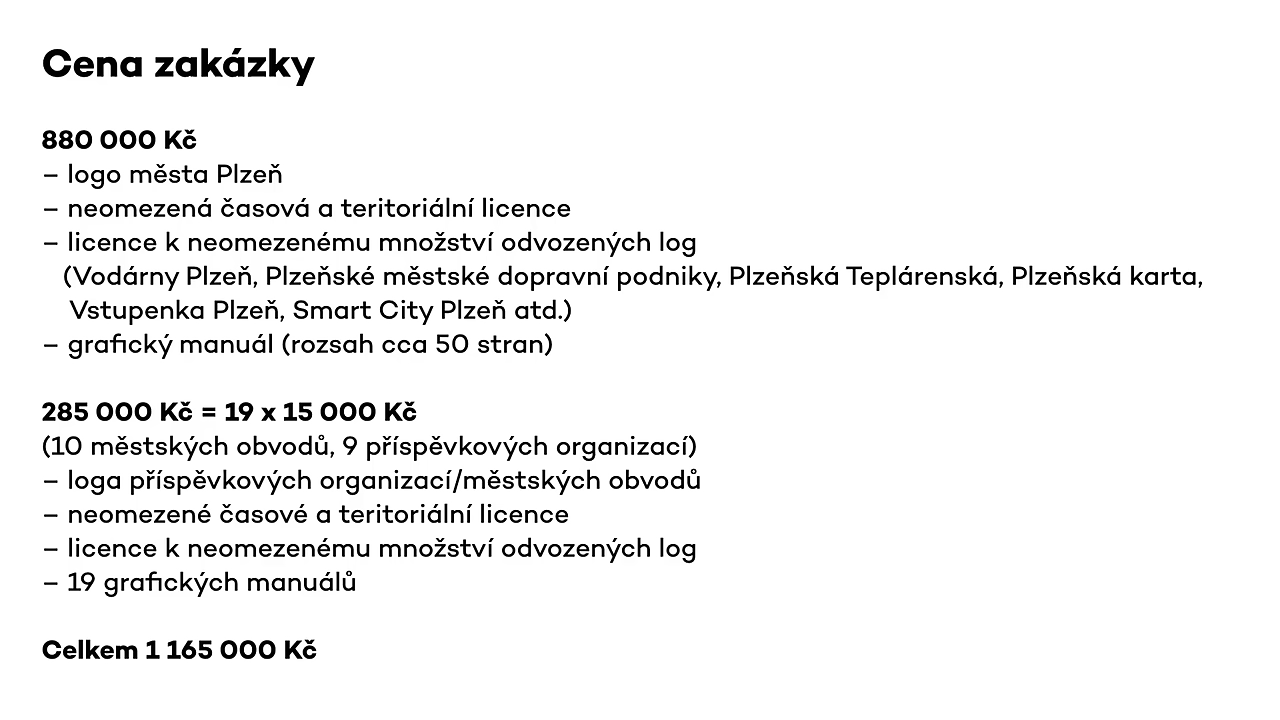 Cena zakázky
880 000 Kč
– logo města Plzeň
– neomezená časová a teritoriální licence
– licence k neomezenému množství odvozených log
(Vodárny Plzeň, Plzeňské městské dopravní podniky, Plzeňská Teplárenská, Plzeňská karta,
Vstupenka Plzeň, Smart City Plzeň atd.)
– grafický manuál (rozsah cca 50 stran)
285 000 Kč = 19 x 15 000 Kč
(10 městských obvodů, 9 příspěvkových organizací)
– loga příspěvkových organizací/městských obvodů
– neomezené časové a teritoriální licence
– licence k neomezenému množství odvozených log
– 19 grafických manuálů
Celkem 1 165 000 Kč